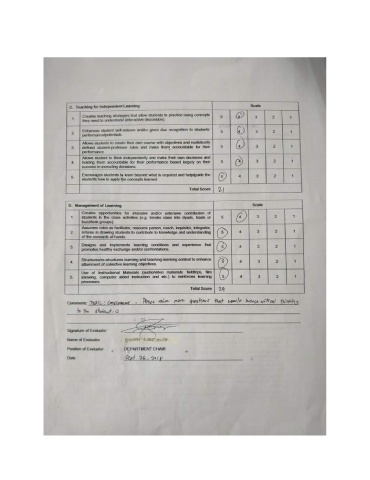 C. Teaching for Independent Learning Scale
1. Creates teaching strategies that allow students to practice using concepts 5 4 3 2 1
they need to understand (interactive discussion).
2. Enhances student self-esteem and/or gives due recognition to students' 5 4 3 2 1
performance/potentials.
3. Allows students to create their own course with objectives and realistically 5 4 3 2 1
defined student-professor rules and make them accountable for their
performance.
4. Allows student to think independently and make their own decisions and 5 4 3 2 1
holding them accountable for their performance based largely on their
success in executing decisions.
5. Encourages students to learn beyond what is required and help/guide the 5 4 3 2 1
students how to apply the concepts learned
Total Score 21
D. Management of Learning Scale
1. Creates opportunities for intensive and/or extensive contribution of 5 4 3 2 1
students in the class activities (e.g. breaks class into dyads, triads or
buzz/task groups).
2. Assumes roles as facilitator, resource person, coach, inquisitor, integrator, 5 4 3 2 1
referee in drawing students to contribute to knowledge and understanding
of the concepts at hands.
3. Designs and implements learning conditions and experience that 5 4 3 2 1
promotes healthy exchange and/or confrontations.
4. Structures/re-structures learning and teaching-learning context to enhance 5 4 3 2 1
attainment of collective learning objectives.
5. Use of Instructional Materials (audio/video materials: fieldtrips, film 5 4 3 2 1
showing, computer aided instruction and etc.) to reinforces learning
processes.
Total Score 24
Comments: Please more questions that critical thinking
to the student
Signature of Evaluator :
Name of Evaluator :
Position of Evaluator : DEPARTMENT CHAIR
Date :